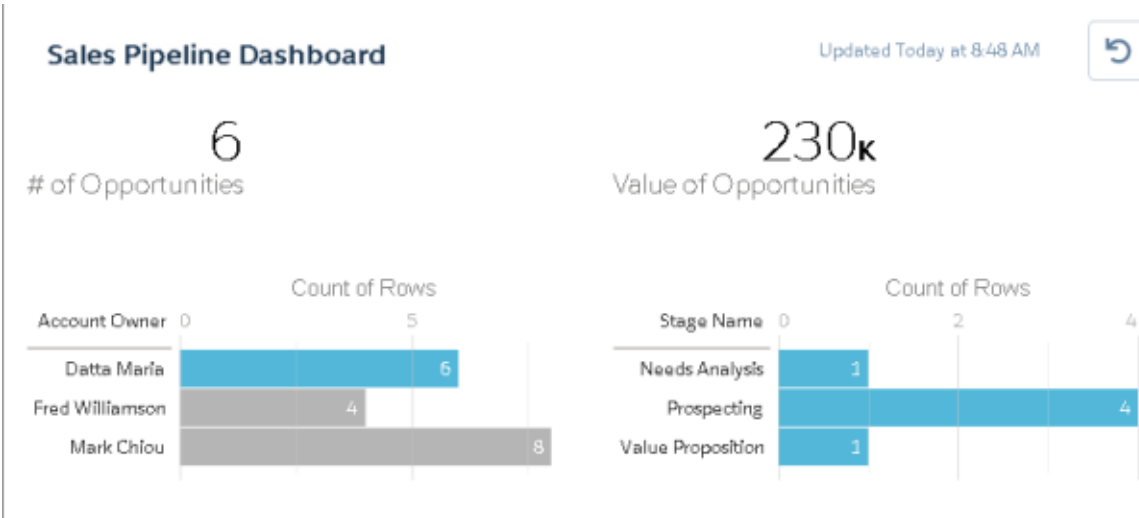 Sales Pipeline Dashboard
Updated Today at 8:48 AM
6
# of Opportunities
230K
Value of Opportunities
Count of Rows
Account Owner 0 5
Datta Maria 6
Fred Williamson 4
Mark Chiou 8
Count of Rows
Stage Name 0 2 4
Needs Analysis 1
Prospecting 4
Value Proposition 1